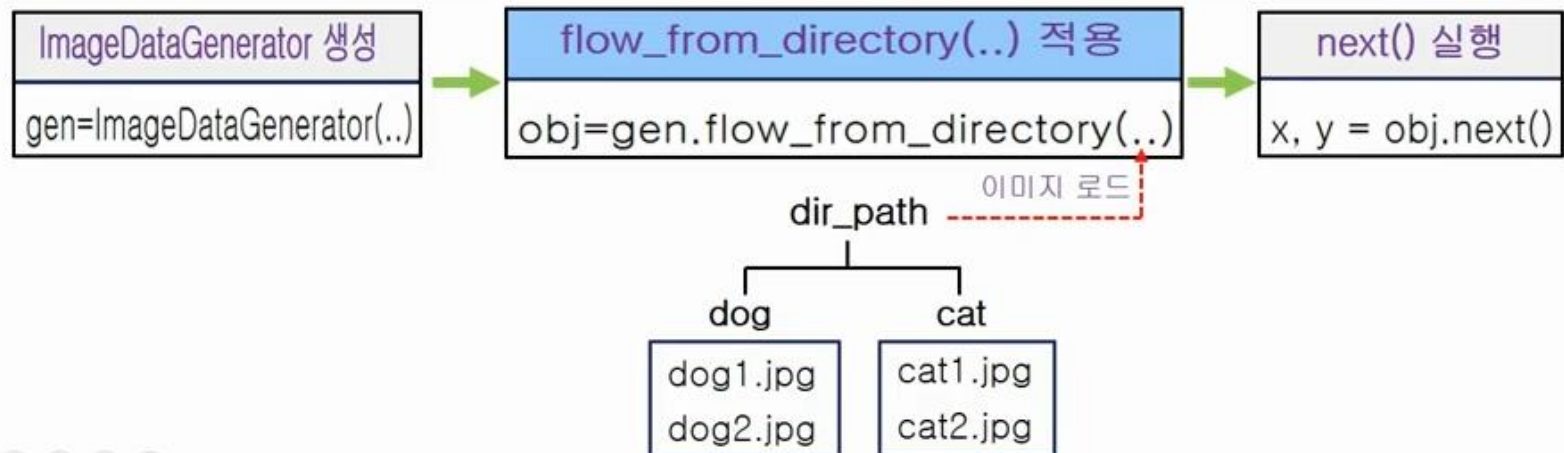 ImageDataGenerator 생성
gen=ImageDataGenerator(..)
flow_from_directory(..) 적용
obj=gen.flow_from_directory(..)
next() 실행
x, y = obj.next()
이미지 로드
dir_path
dog
cat
dog1.jpg
dog2.jpg
cat1.jpg
cat2.jpg